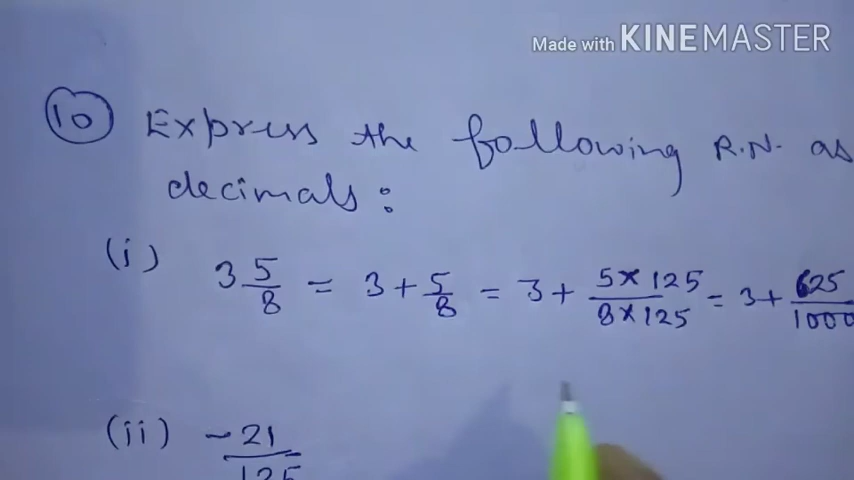 Made with KINEMASTER
(10) Express the following R.N. as
decimals:
(i) 3 5/8 = 3 + 5/8 = 3 + 5×125/8×125 = 3 + 625/1000
(ii) -21/125